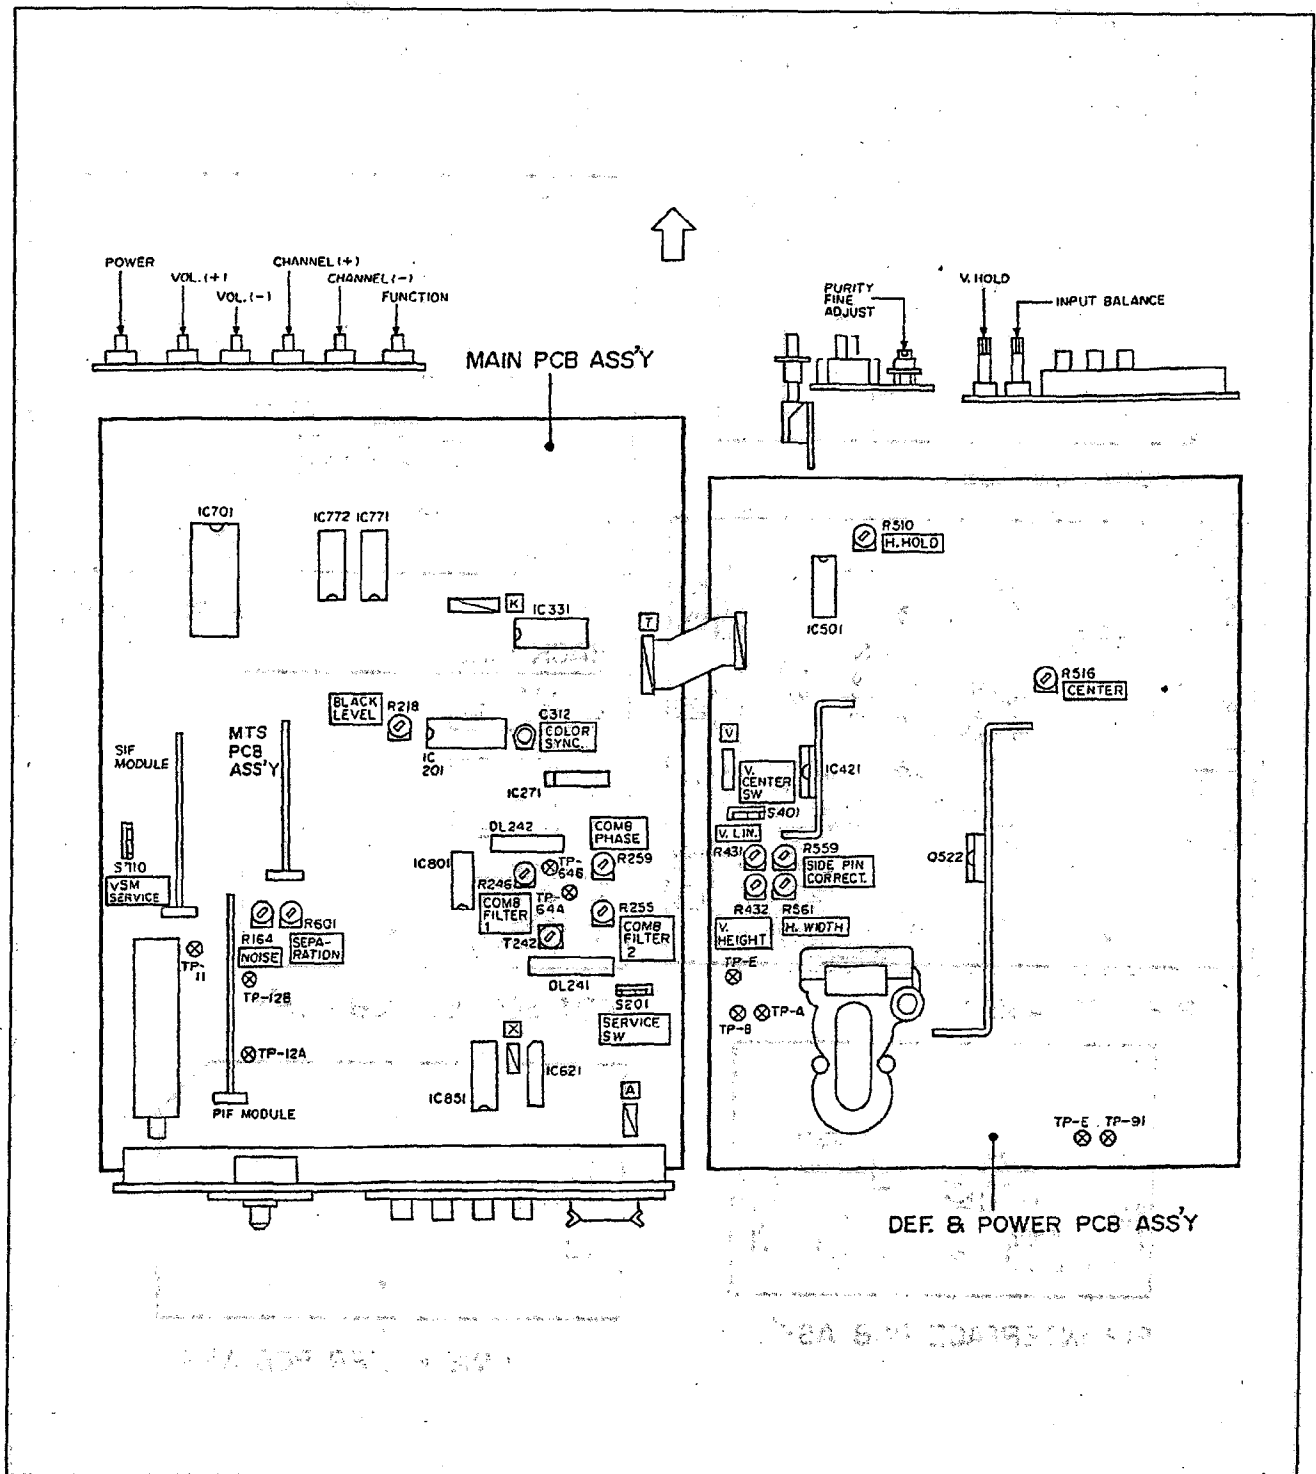 POWER
VOL.(+)
VOL.(-)
CHANNEL(+)
CHANNEL(-)
FUNCTION
MAIN PCB ASS'Y
PURITY
FINE
ADJUST
V.HOLD
INPUT BALANCE
IC701
IC772
IC771
K
IC331
T
R510
H.HOLD
IC501
R516
CENTER
BLACK
LEVEL
R218
IC
201
C312
COLOR
SYNC.
IC271
SIF
MODULE
MTS
PCB
ASS'Y
V
V.
CENTER
SW
IC421
S401
V. LIN.
R431
R559
SIDE PIN
CORRECT.
R432
R561
V.
HEIGHT
H. WIDTH
Q522
DL242
COMB
PHASE
IC801
R246
TP-
64B
TP-
64A
R259
COMB
FILTER
1
R255
COMB
FILTER
2
T242
DL241
S201
SERVICE
SW
S710
VSM
SERVICE
R164
NOISE
R601
SEPA-
RATION
TP-
11
TP-12B
TP-12A
PIF MODULE
X
IC851
IC621
A
TP-E
TP-B
TP-A
TP-E
TP-91
DEF. & POWER PCB ASS'Y